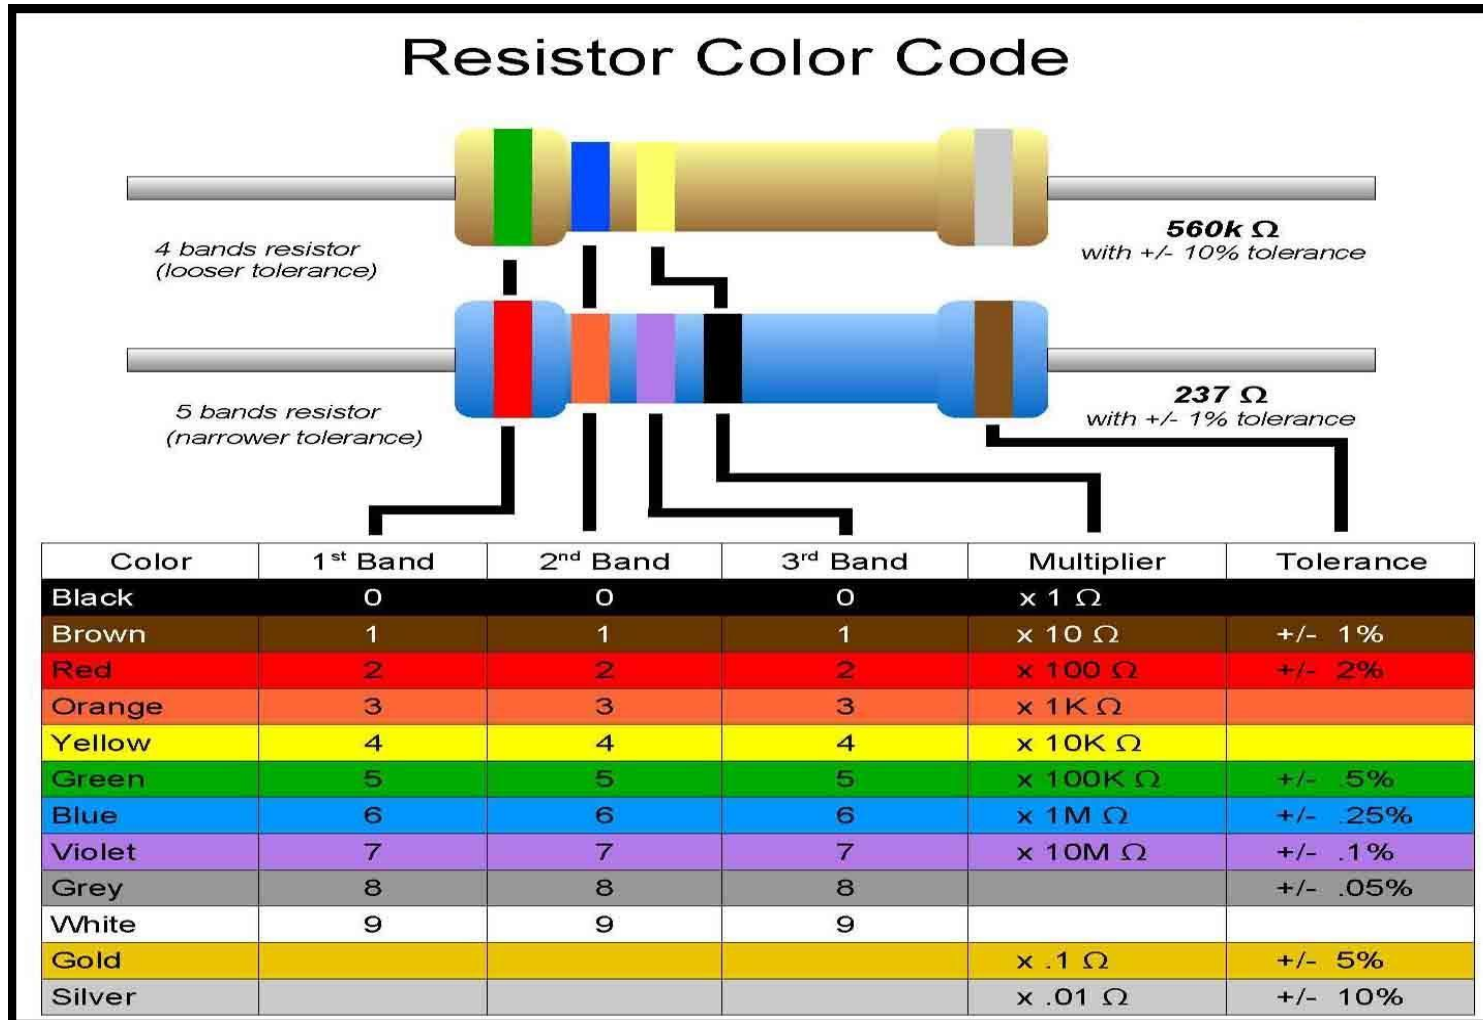 Resistor Color Code
4 bands resistor
(looser tolerance)
560k Ω
with +/- 10% tolerance
5 bands resistor
(narrower tolerance)
237 Ω
with +/- 1% tolerance
Color 1st Band 2nd Band 3rd Band Multiplier Tolerance
Black 0 0 0 x 1 Ω
Brown 1 1 1 x 10 Ω +/- 1%
Red 2 2 2 x 100 Ω +/- 2%
Orange 3 3 3 x 1K Ω
Yellow 4 4 4 x 10K Ω
Green 5 5 5 x 100K Ω +/- .5%
Blue 6 6 6 x 1M Ω +/- .25%
Violet 7 7 7 x 10M Ω +/- .1%
Grey 8 8 8 +/- .05%
White 9 9 9
Gold x .1 Ω +/- 5%
Silver x .01 Ω +/- 10%